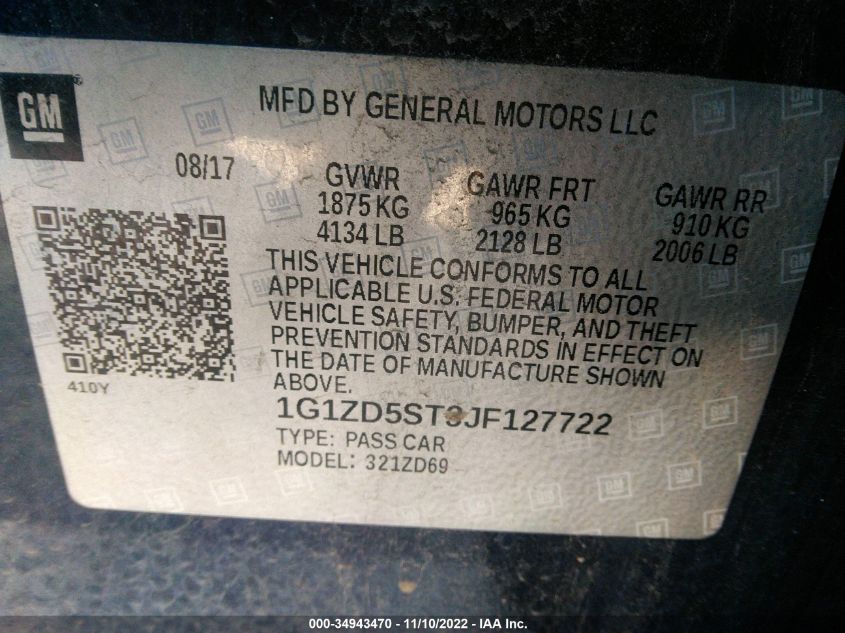 GM
MFD BY GENERAL MOTORS LLC
08/17
GVWR
1875 KG
4134 LB
GAWR FRT
965 KG
2128 LB
GAWR RR
910 KG
2006 LB
THIS VEHICLE CONFORMS TO ALL
APPLICABLE U.S. FEDERAL MOTOR
VEHICLE SAFETY, BUMPER, AND THEFT
PREVENTION STANDARDS IN EFFECT ON
THE DATE OF MANUFACTURE SHOWN
ABOVE.
410Y
1G1ZD5ST3JF127722
TYPE: PASS CAR
MODEL: 321ZD69
000-34943470 - 11/10/2022 - IAA Inc.